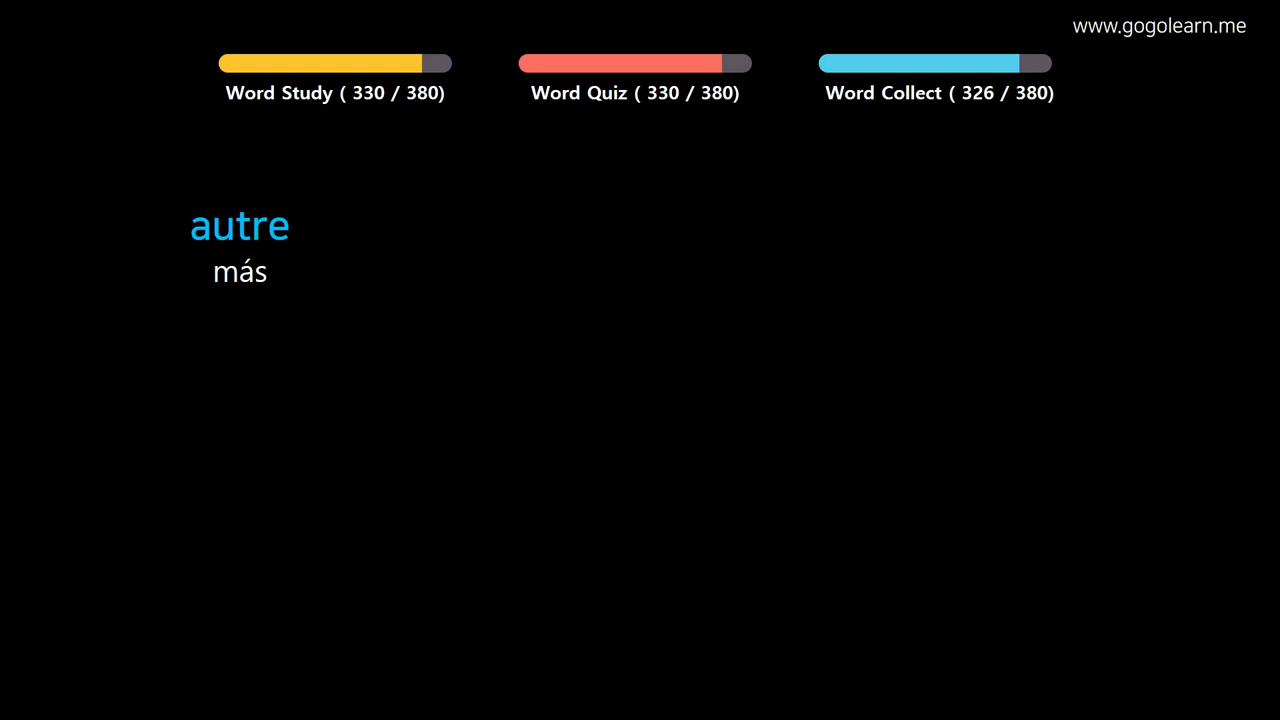 www.gogolearn.me
Word Study ( 330 / 380)
Word Quiz ( 330 / 380)
Word Collect ( 326 / 380)
autre
más